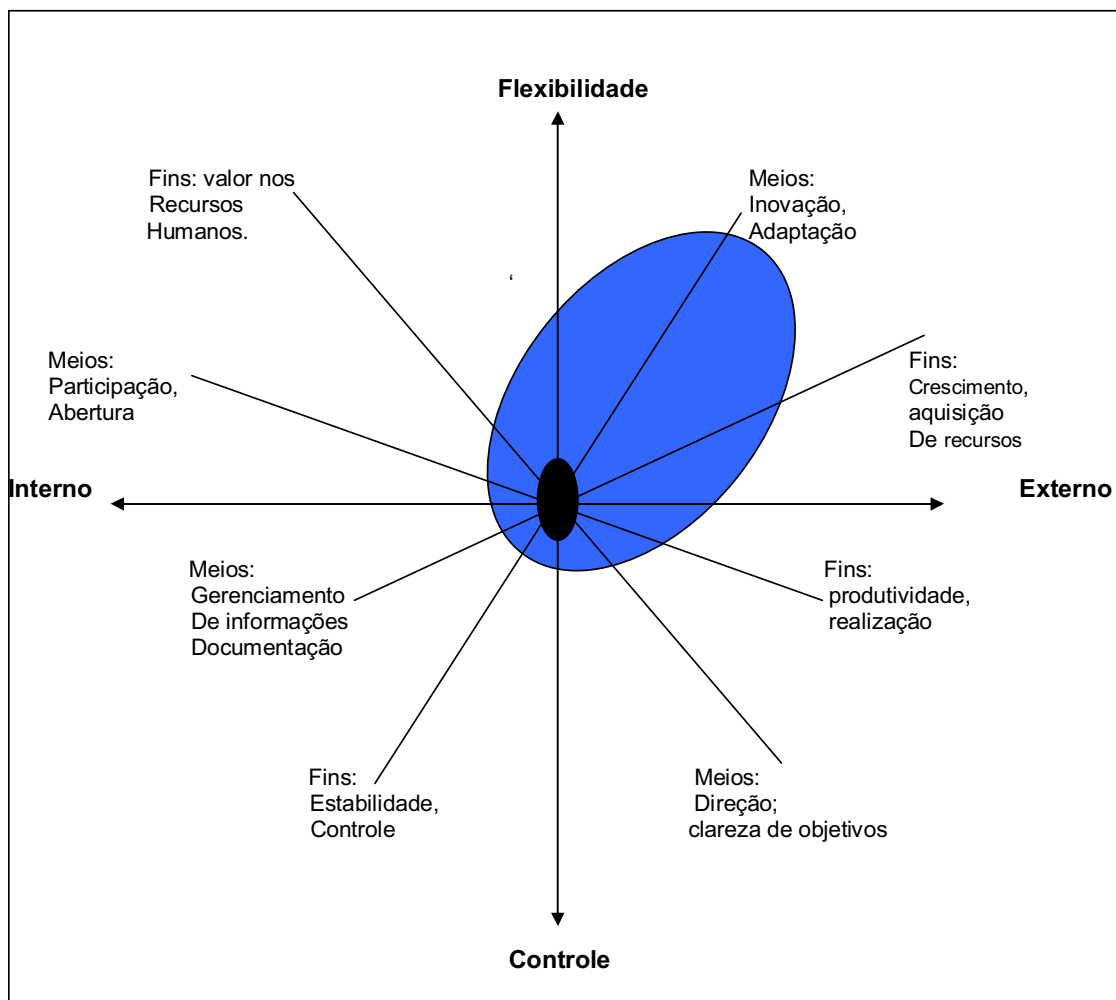 Flexibilidade
Fins: valor nos
Recursos
Humanos.
Meios:
Inovação,
Adaptação
‘
Meios:
Participação,
Abertura
Fins:
Crescimento,
aquisição
De recursos
Interno
Externo
Meios:
Gerenciamento
De informações
Documentação
Fins:
produtividade,
realização
Fins:
Estabilidade,
Controle
Meios:
Direção;
clareza de objetivos
Controle